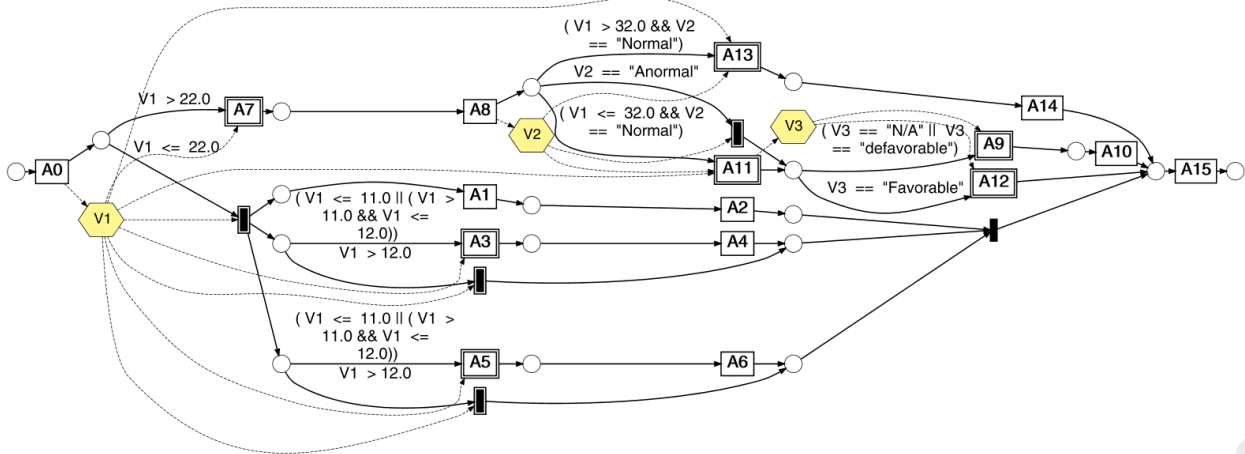 ( V1 > 32.0 && V2
== "Normal")
A13
V2 == "Anormal"
V1 > 22.0
A7
A8
A14
( V1 <= 32.0 && V2
== "Normal")
V2
V3
( V3 == "N/A" || V3
== "defavorable")
A9
A10
V1 <= 22.0
A0
A11
A12
A15
V3 == "Favorable"
V1
( V1 <= 11.0 || ( V1 >
11.0 && V1 <=
12.0))
A1
A2
A3
A4
V1 > 12.0
( V1 <= 11.0 || ( V1 >
11.0 && V1 <=
12.0))
A5
A6
V1 > 12.0